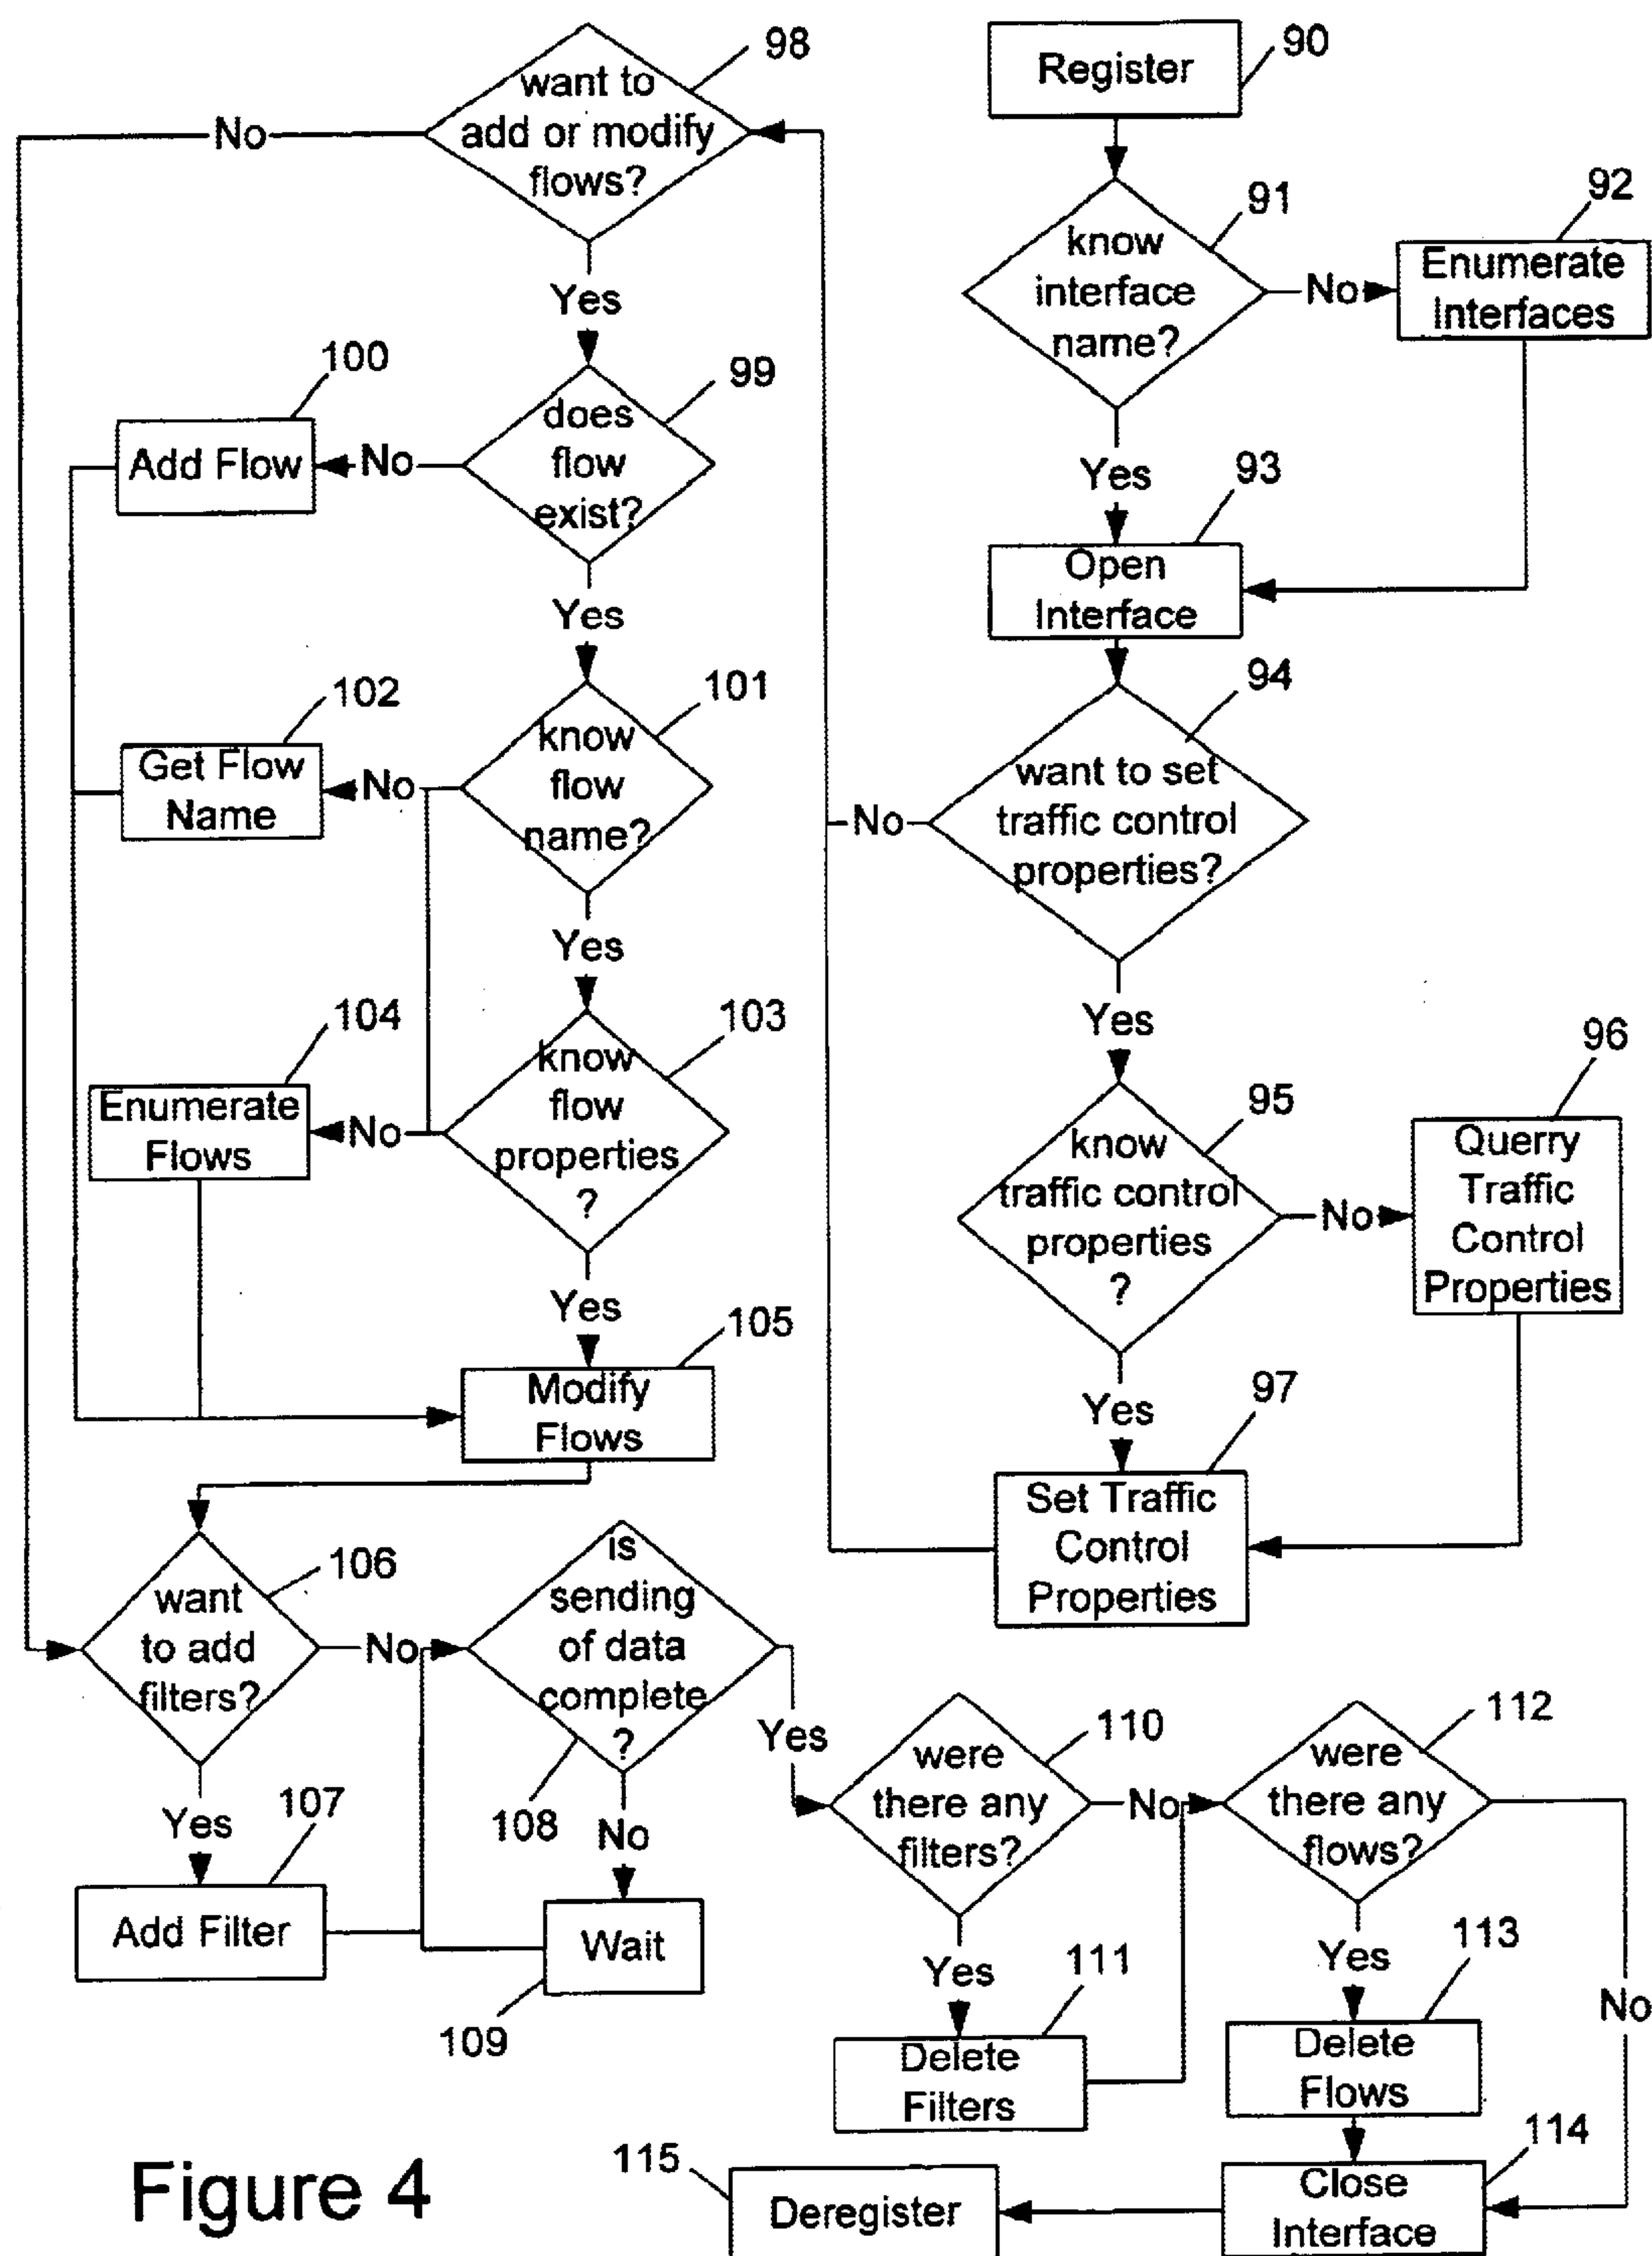 90
Register
91
know
interface
name?
No
92
Enumerate
Interfaces
Yes
93
Open
Interface
94
want to set
traffic control
properties?
No
Yes
95
know
traffic control
properties
?
No
96
Querry
Traffic
Control
Properties
Yes
97
Set Traffic
Control
Properties
98
want to
add or modify
flows?
No
Yes
99
does
flow
exist?
No
100
Add Flow
Yes
101
know
flow
name?
No
102
Get Flow
Name
Yes
103
know
flow
properties
?
No
104
Enumerate
Flows
Yes
105
Modify
Flows
106
want
to add
filters?
No
Yes
107
Add Filter
is
sending
of data
complete
?
108
No
Wait
109
Yes
110
were
there any
filters?
No
Yes
111
Delete
Filters
112
were
there any
flows?
Yes
No
113
Delete
Flows
114
Close
Interface
115
Deregister
Figure 4